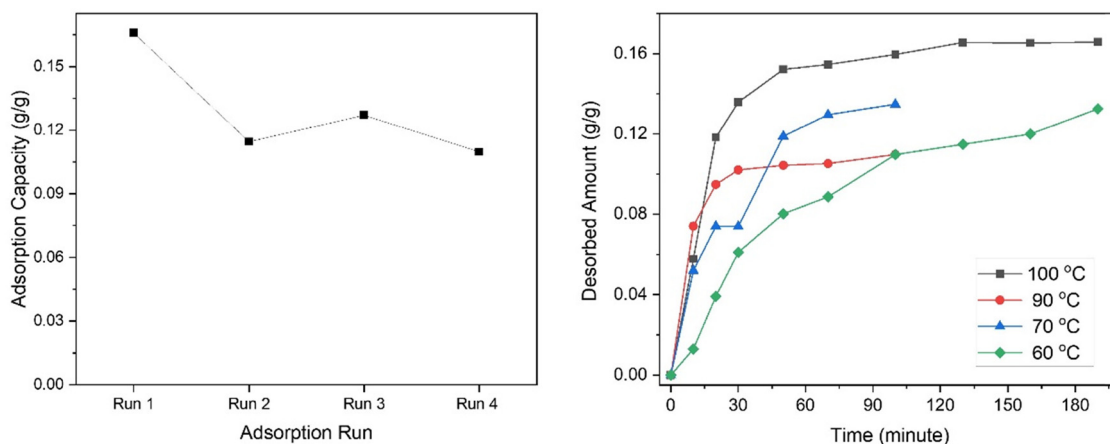 Adsorption Capacity (g/g)
0.15
0.12
0.09
0.06
0.03
0.00
Run 1 Run 2 Run 3 Run 4
Adsorption Run
Desorbed Amount (g/g)
0.16
0.12
0.08
0.04
0.00
0 30 60 90 120 150 180
Time (minute)
100 °C
90 °C
70 °C
60 °C